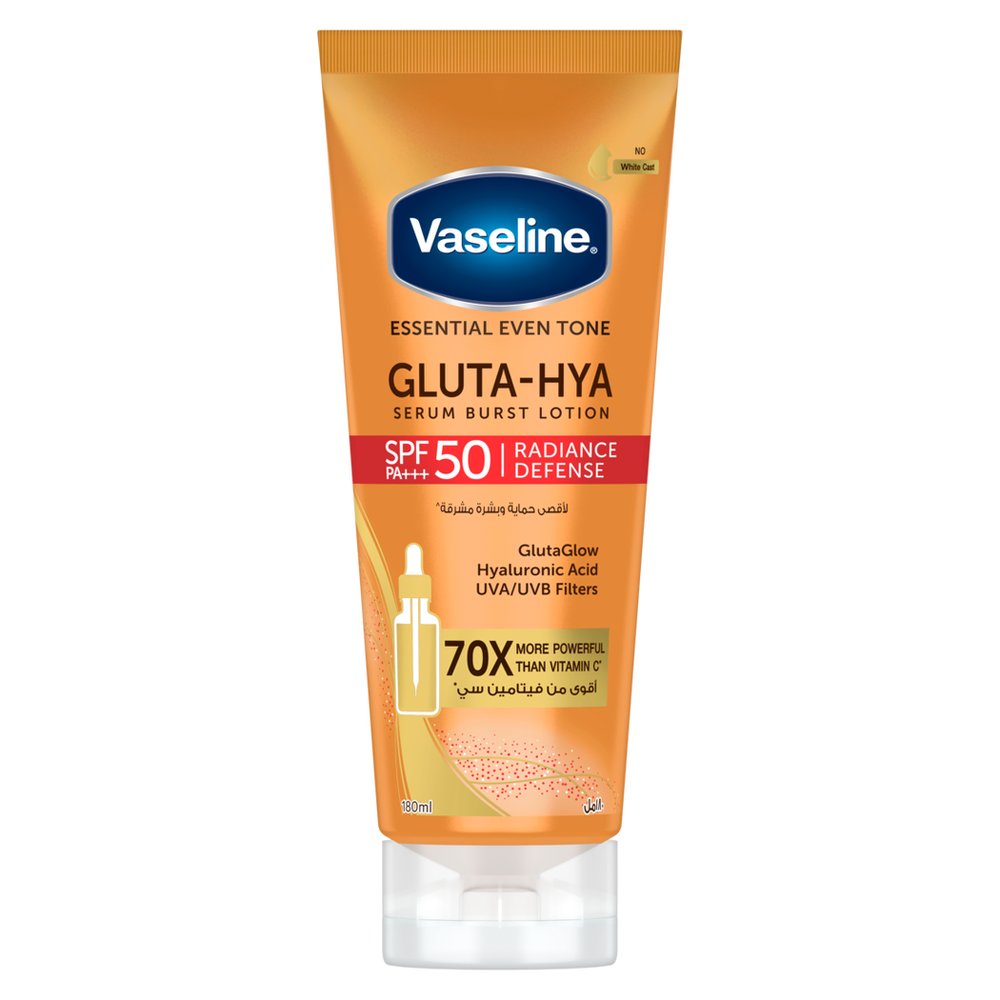 NO
White Cast
Vaseline®
ESSENTIAL EVEN TONE
GLUTA-HYA
SERUM BURST LOTION
SPF 50
PA+++
RADIANCE
DEFENSE
لأقصى حماية وبشرة مشرقة^
GlutaGlow
Hyaluronic Acid
UVA/UVB Filters
70X MORE POWERFUL
THAN VITAMIN C*
أقوى من فيتامين سي*
180ml
١٨٠مل